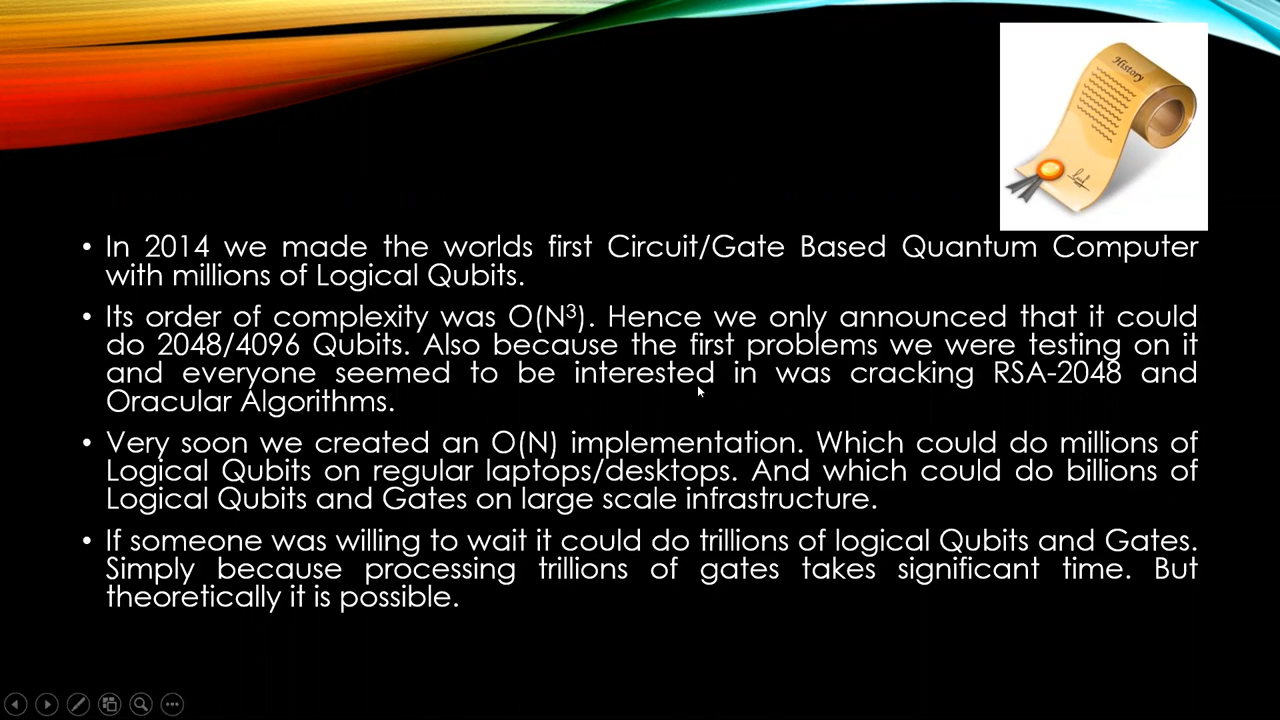 History
• In 2014 we made the worlds first Circuit/Gate Based Quantum Computer
with millions of Logical Qubits.
• Its order of complexity was O(N³). Hence we only announced that it could
do 2048/4096 Qubits. Also because the first problems we were testing on it
and everyone seemed to be interested in was cracking RSA-2048 and
Oracular Algorithms.
• Very soon we created an O(N) implementation. Which could do millions of
Logical Qubits on regular laptops/desktops. And which could do billions of
Logical Qubits and Gates on large scale infrastructure.
• If someone was willing to wait it could do trillions of logical Qubits and Gates.
Simply because processing trillions of gates takes significant time. But
theoretically it is possible.